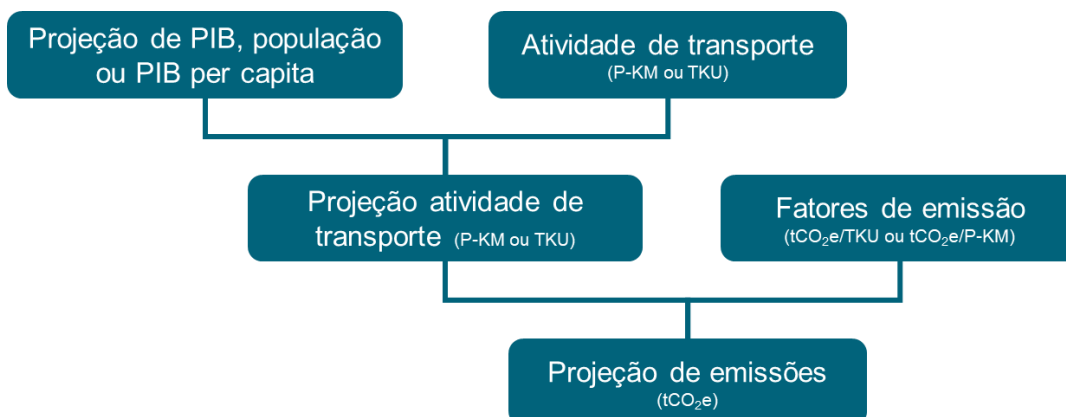 Projeção de PIB, população
ou PIB per capita
Atividade de transporte
(P-KM ou TKU)
Projeção atividade de
transporte (P-KM ou TKU)
Fatores de emissão
(tCO₂e/TKU ou tCO₂e/P-KM)
Projeção de emissões
(tCO₂e)